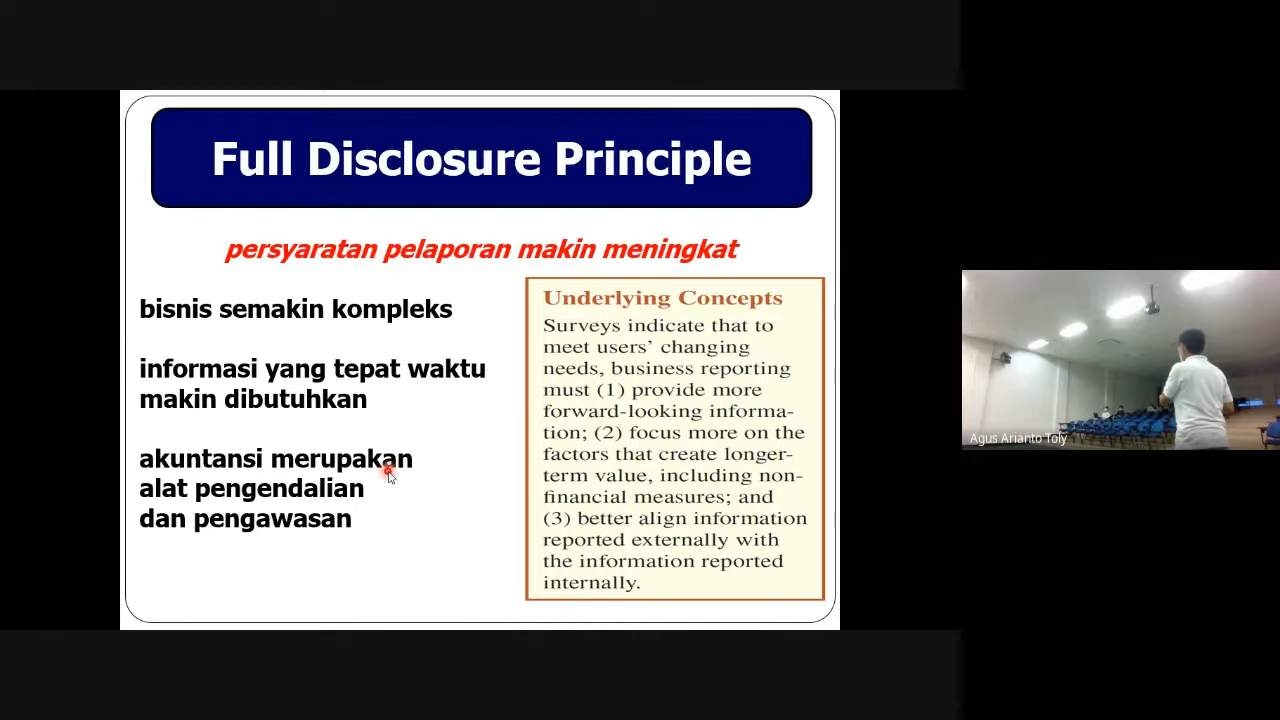 Full Disclosure Principle
persyaratan pelaporan makin meningkat
bisnis semakin kompleks
informasi yang tepat waktu
makin dibutuhkan
akuntansi merupakan
alat pengendalian
dan pengawasan
Underlying Concepts
Surveys indicate that to
meet users’ changing
needs, business reporting
must (1) provide more
forward-looking informa-
tion; (2) focus more on the
factors that create longer-
term value, including non-
financial measures; and
(3) better align information
reported externally with
the information reported
internally.
Agus Arianto Toly